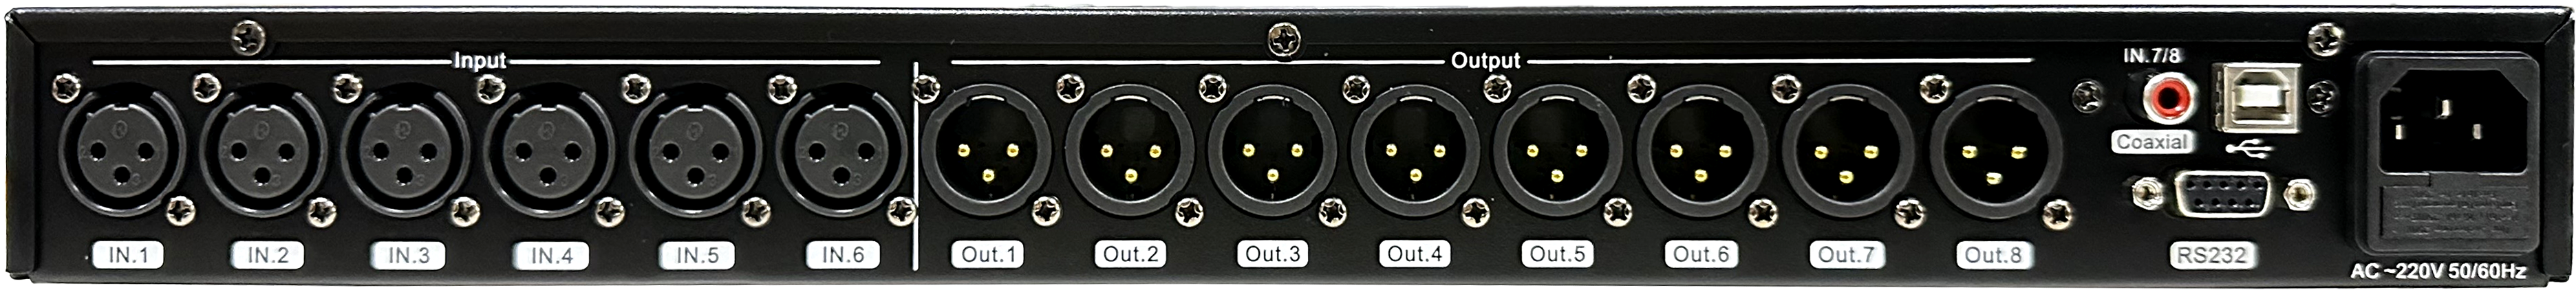 Input
Output
IN.7/8
Coaxial
IN.1
IN.2
IN.3
IN.4
IN.5
IN.6
Out.1
Out.2
Out.3
Out.4
Out.5
Out.6
Out.7
Out.8
RS232
AC ~220V 50/60Hz